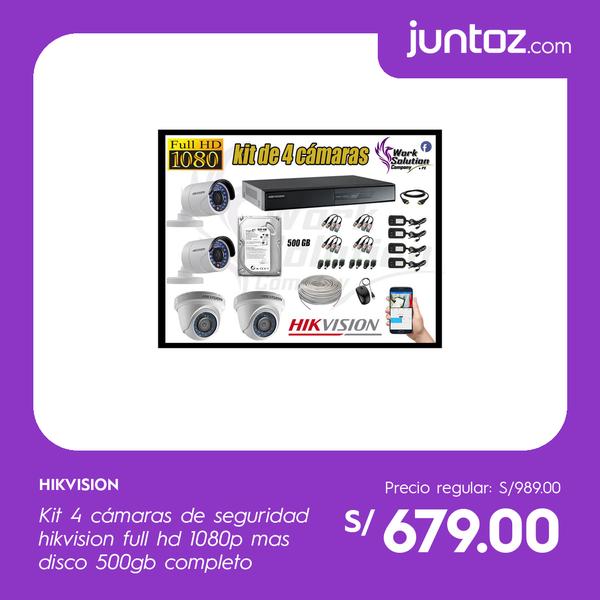 juntoz.com
Full HD
1080
kit de 4 cámaras
Work
Solution
Company
HIKVISION
500 GB
HIKVISION
HIKVISION
Kit 4 cámaras de seguridad
hikvision full hd 1080p mas
disco 500gb completo
Precio regular: S/989.00
S/ 679.00